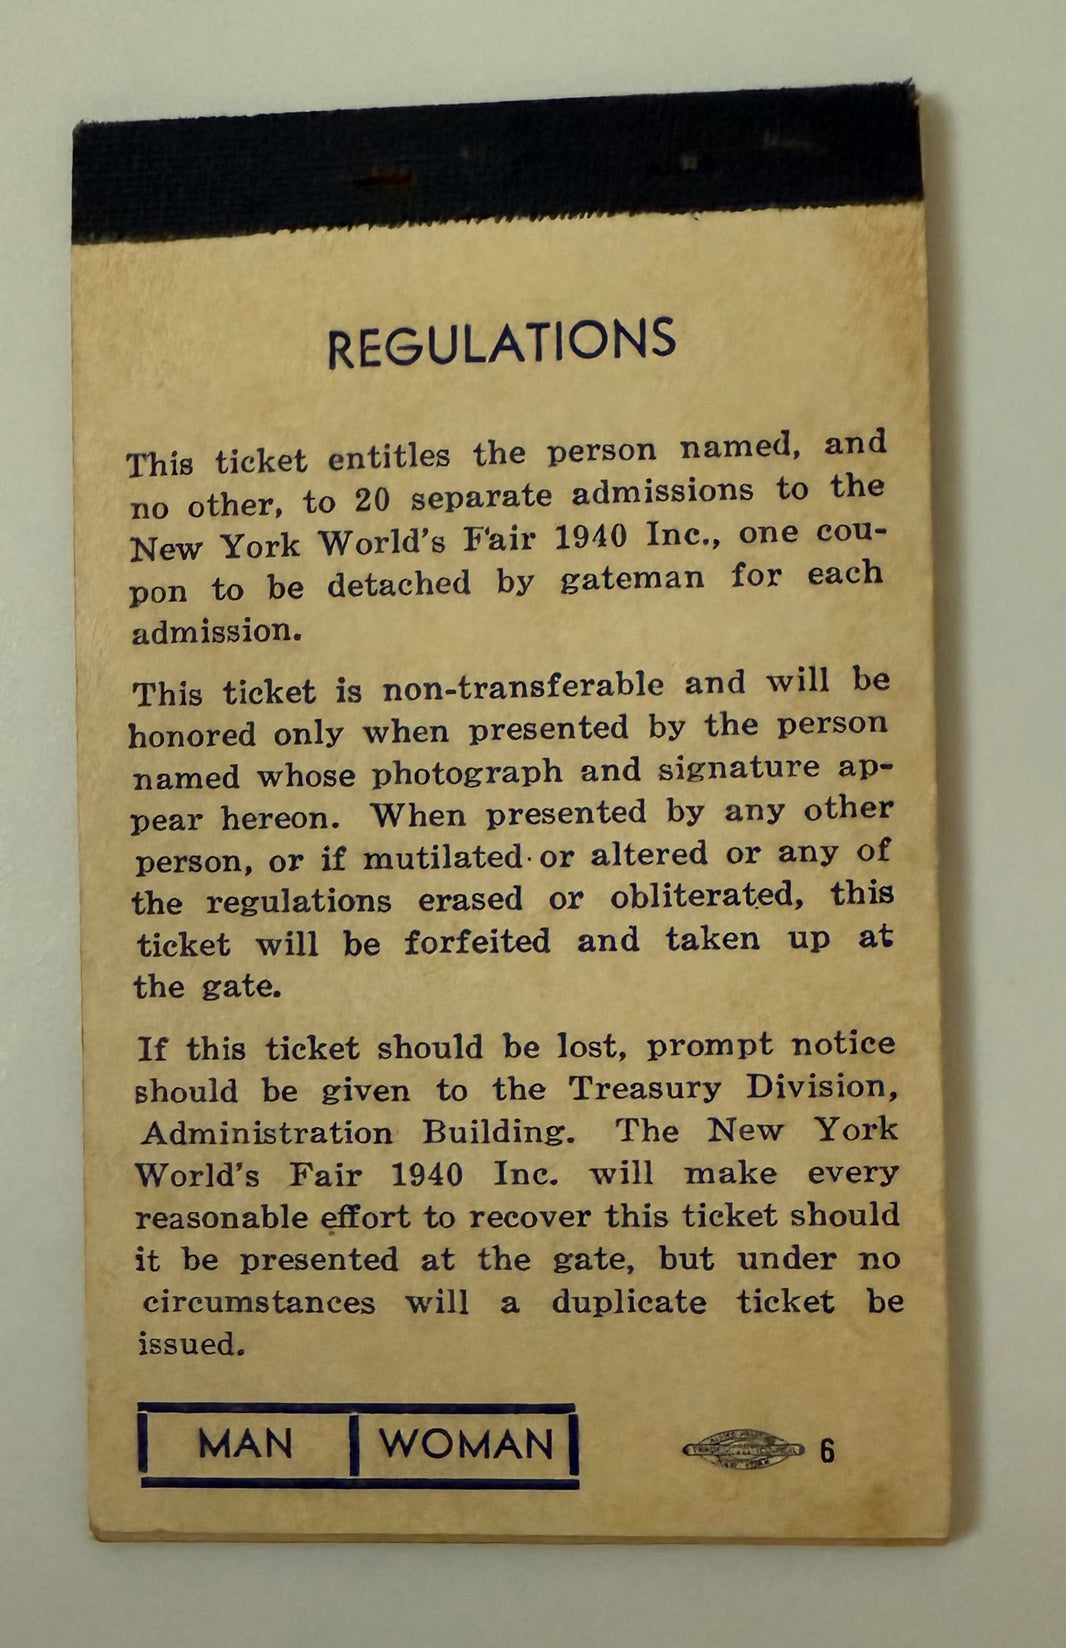 REGULATIONS
This ticket entitles the person named, and
no other, to 20 separate admissions to the
New York World's Fair 1940 Inc., one cou-
pon to be detached by gateman for each
admission.
This ticket is non-transferable and will be
honored only when presented by the person
named whose photograph and signature ap-
pear hereon. When presented by any other
person, or if mutilated or altered or any of
the regulations erased or obliterated, this
ticket will be forfeited and taken up at
the gate.
If this ticket should be lost, prompt notice
should be given to the Treasury Division,
Administration Building. The New York
World's Fair 1940 Inc. will make every
reasonable effort to recover this ticket should
it be presented at the gate, but under no
circumstances will a duplicate ticket be
issued.
MAN WOMAN 6